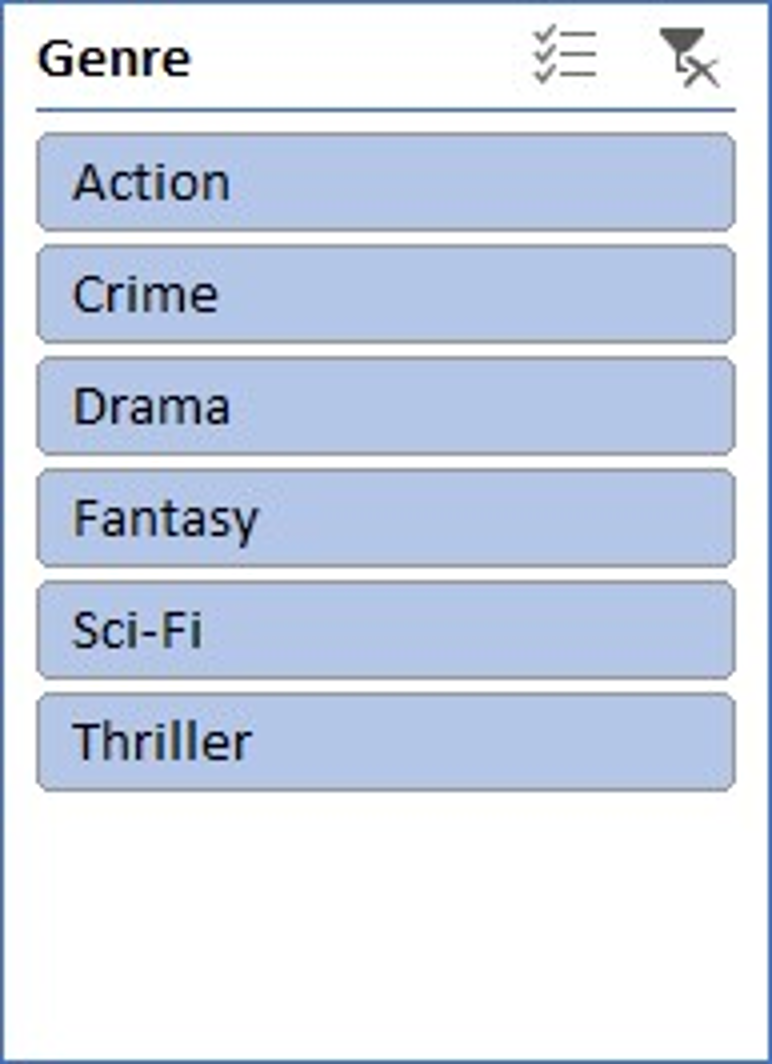 Genre
Action
Crime
Drama
Fantasy
Sci-Fi
Thriller